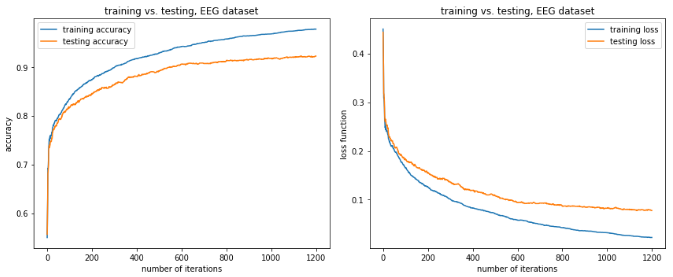 training vs. testing, EEG dataset
training accuracy
testing accuracy
accuracy
0.9
0.8
0.7
0.6
0
200
400
600
800
1000
1200
number of iterations
training vs. testing, EEG dataset
training loss
testing loss
loss function
0.4
0.3
0.2
0.1
0
200
400
600
800
1000
1200
number of iterations